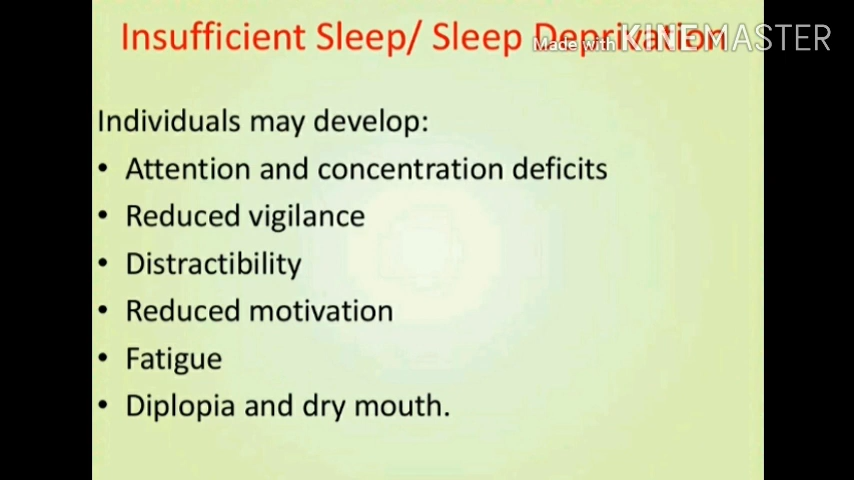 Insufficient Sleep/ Sleep Deprivation
Made with KINEMASTER
Individuals may develop:
• Attention and concentration deficits
• Reduced vigilance
• Distractibility
• Reduced motivation
• Fatigue
• Diplopia and dry mouth.